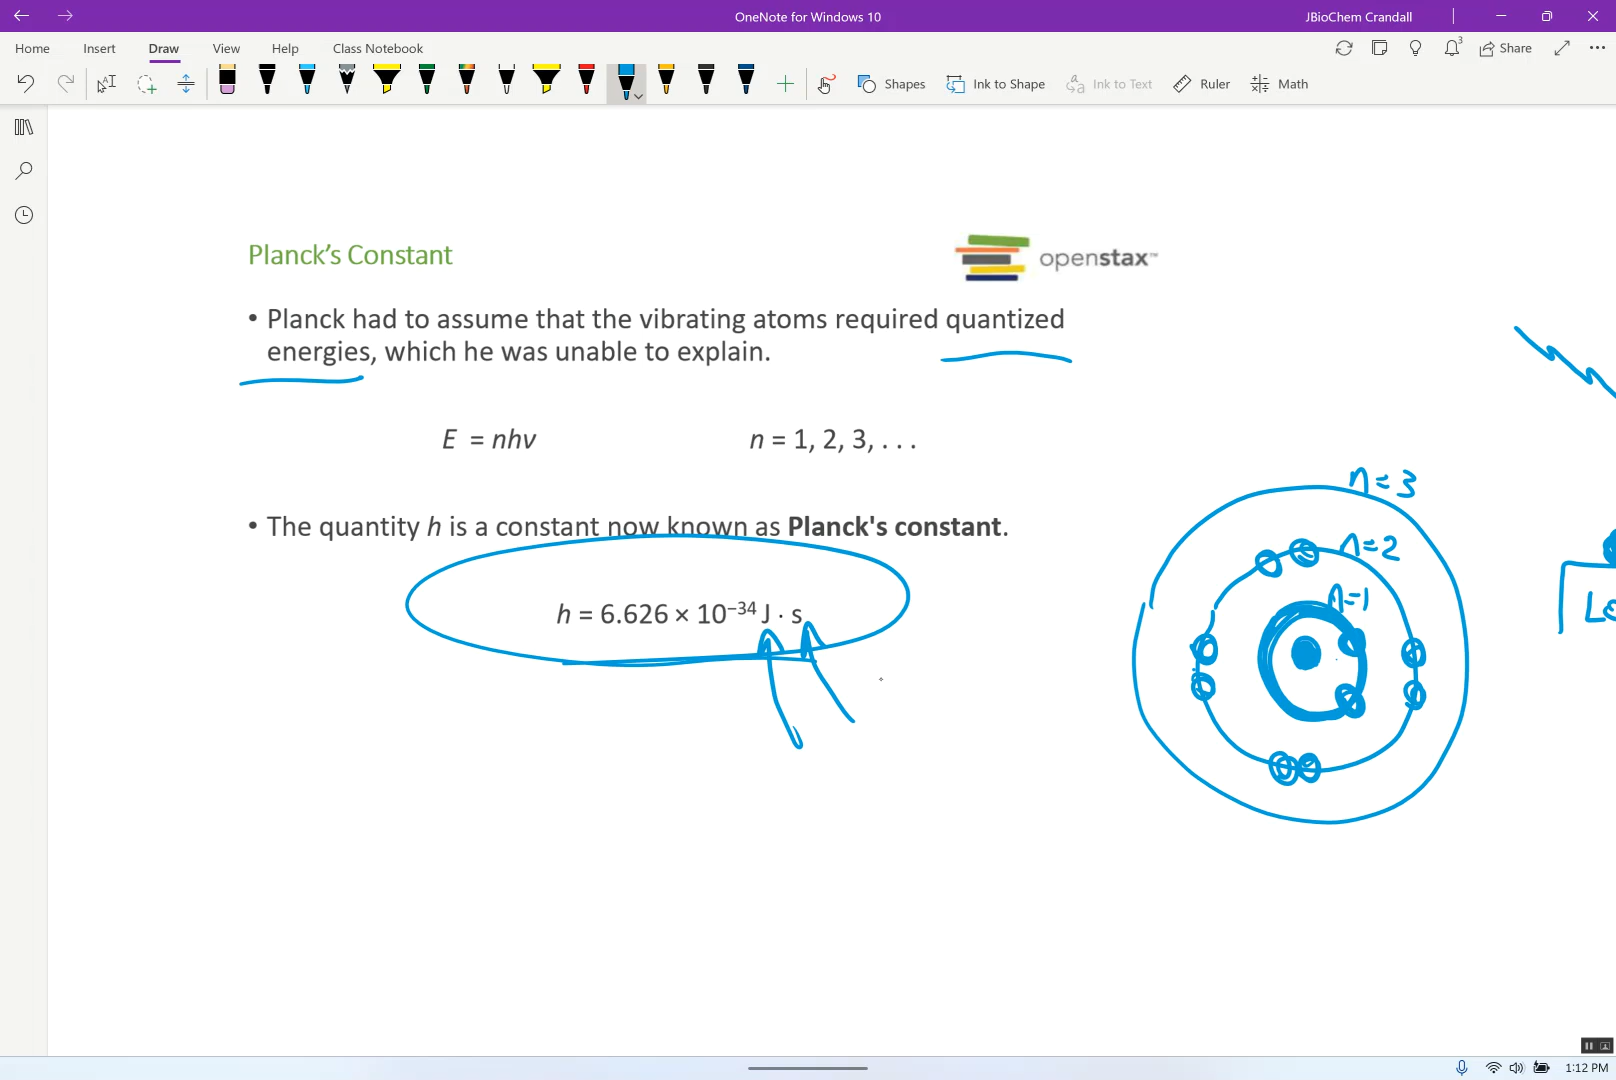 OneNote for Windows 10
JBioChem Crandall
Home Insert Draw View Help Class Notebook
3
Share
Shapes Ink to Shape Ink to Text Ruler Math
Planck's Constant
openstax™
• Planck had to assume that the vibrating atoms required quantized
energies, which he was unable to explain.
E = nhν n = 1, 2, 3, . . .
n=3
• The quantity h is a constant now known as Planck's constant.
n=2
h = 6.626 × 10⁻³⁴ J · s
n=1
1:12 PM